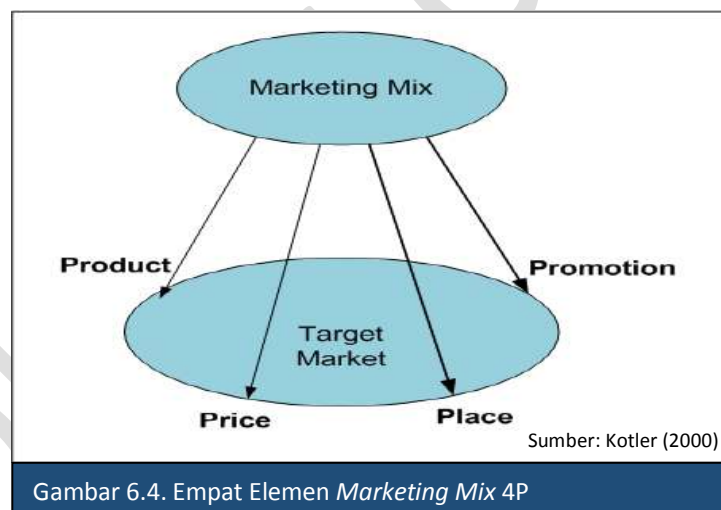 Marketing Mix
Product
Promotion
Target
Market
Price
Place
Sumber: Kotler (2000)
Gambar 6.4. Empat Elemen Marketing Mix 4P